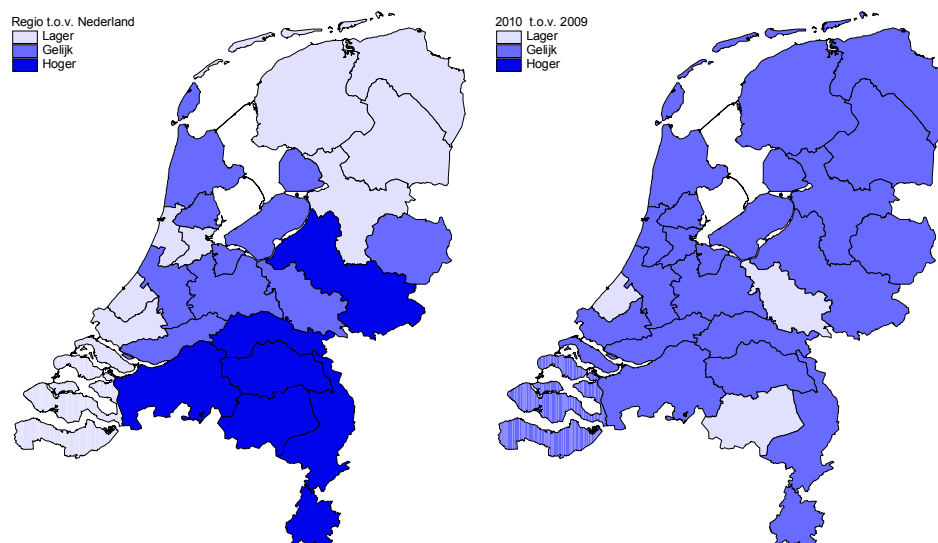 Regio t.o.v. Nederland
Lager
Gelijk
Hoger
2010 t.o.v. 2009
Lager
Gelijk
Hoger